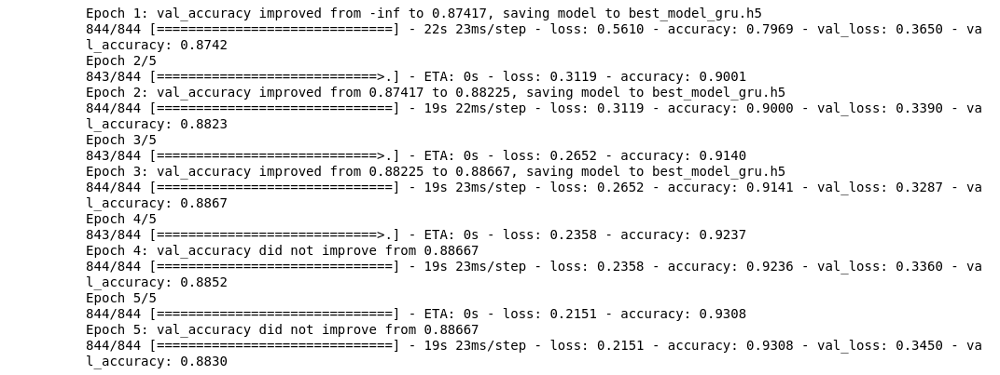 Epoch 1: val_accuracy improved from -inf to 0.87417, saving model to best_model_gru.h5
844/844 [==============================] - 22s 23ms/step - loss: 0.5610 - accuracy: 0.7969 - val_loss: 0.3650 - va
l_accuracy: 0.8742
Epoch 2/5
843/844 [============================>.] - ETA: 0s - loss: 0.3119 - accuracy: 0.9001
Epoch 2: val_accuracy improved from 0.87417 to 0.88225, saving model to best_model_gru.h5
844/844 [==============================] - 19s 22ms/step - loss: 0.3119 - accuracy: 0.9000 - val_loss: 0.3390 - va
l_accuracy: 0.8823
Epoch 3/5
843/844 [============================>.] - ETA: 0s - loss: 0.2652 - accuracy: 0.9140
Epoch 3: val_accuracy improved from 0.88225 to 0.88667, saving model to best_model_gru.h5
844/844 [==============================] - 19s 23ms/step - loss: 0.2652 - accuracy: 0.9141 - val_loss: 0.3287 - va
l_accuracy: 0.8867
Epoch 4/5
843/844 [============================>.] - ETA: 0s - loss: 0.2358 - accuracy: 0.9237
Epoch 4: val_accuracy did not improve from 0.88667
844/844 [==============================] - 19s 23ms/step - loss: 0.2358 - accuracy: 0.9236 - val_loss: 0.3360 - va
l_accuracy: 0.8852
Epoch 5/5
844/844 [==============================] - ETA: 0s - loss: 0.2151 - accuracy: 0.9308
Epoch 5: val_accuracy did not improve from 0.88667
844/844 [==============================] - 19s 23ms/step - loss: 0.2151 - accuracy: 0.9308 - val_loss: 0.3450 - va
l_accuracy: 0.8830